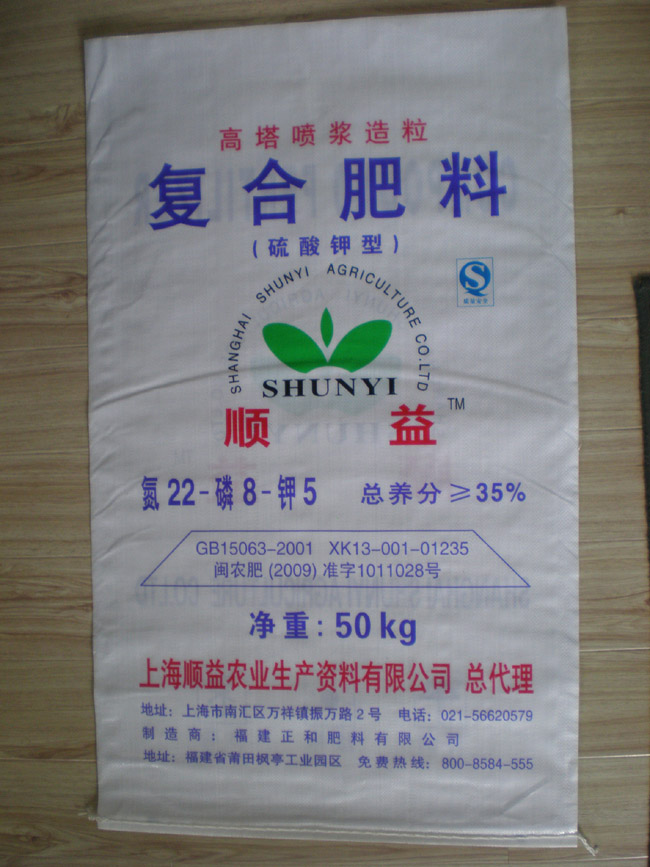 高塔喷浆造粒
复合肥料
(硫酸钾型)
SHANGHAI SHUNYI AGRICULTURE CO.LTD
质量安全
SHUNYI
顺益 TM
氮22-磷8-钾5 总养分≥35%
GB15063-2001 XK13-001-01235
闽农肥(2009)准字1011028号
净重:50kg
上海顺益农业生产资料有限公司 总代理
地址:上海市南汇区万祥镇振万路2号 电话:021-56620579
制造商:福建正和肥料有限公司
地址:福建省莆田枫亭工业园区 免费热线:800-8584-555